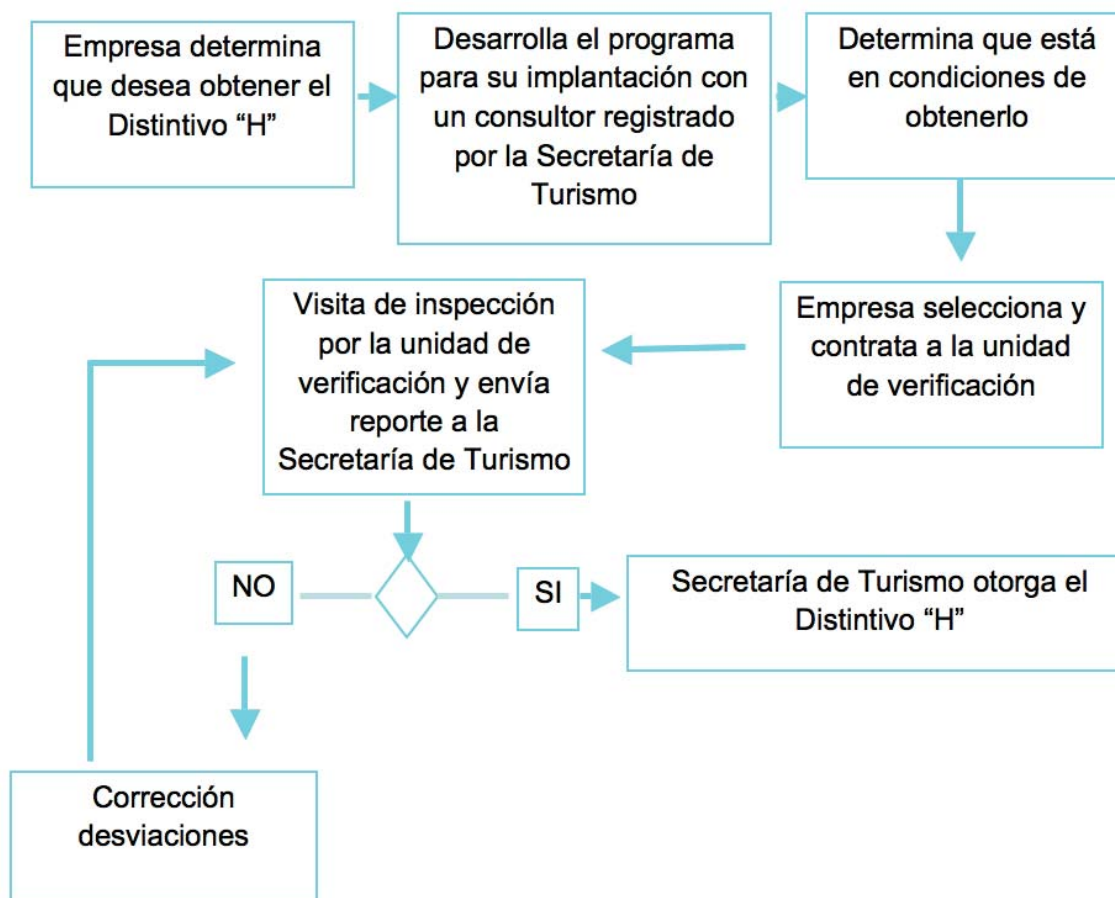 Empresa determina
que desea obtener el
Distintivo “H”
Desarrolla el programa
para su implantación con
un consultor registrado
por la Secretaría de
Turismo
Determina que está
en condiciones de
obtenerlo
Empresa selecciona y
contrata a la unidad
de verificación
Visita de inspección
por la unidad de
verificación y envía
reporte a la
Secretaría de Turismo
NO
SI
Secretaría de Turismo otorga el
Distintivo “H”
Corrección
desviaciones